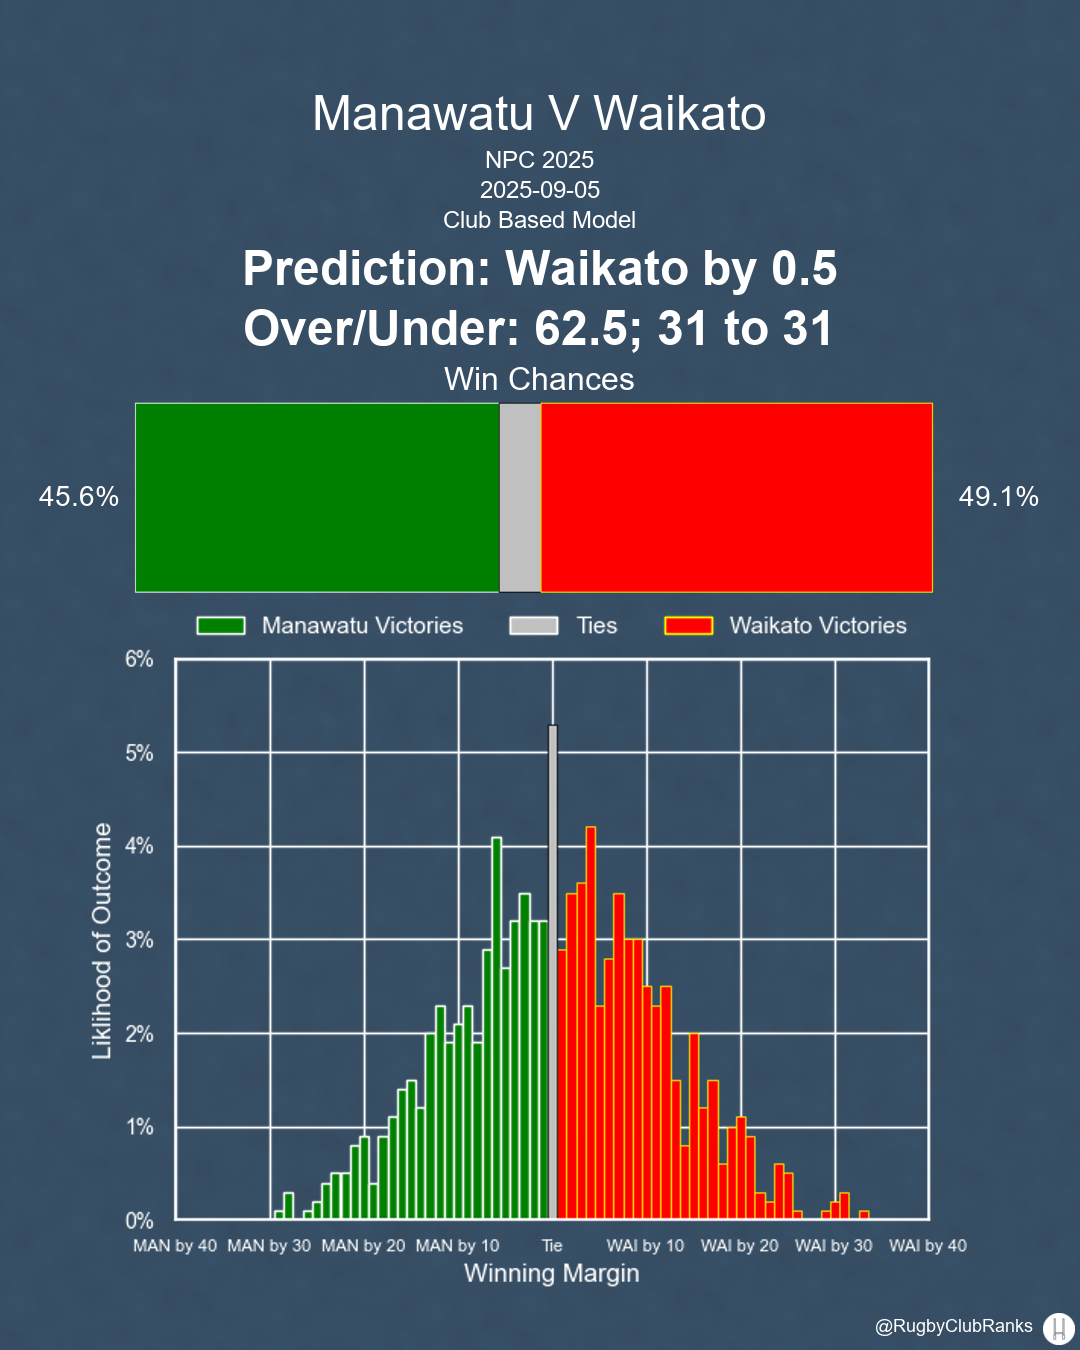 Manawatu V Waikato
NPC 2025
2025-09-05
Club Based Model
Prediction: Waikato by 0.5
Over/Under: 62.5; 31 to 31
Win Chances
45.6%
49.1%
Manawatu Victories
Ties
Waikato Victories
6%
5%
4%
3%
2%
1%
0%
Liklihood of Outcome
MAN by 40 MAN by 30 MAN by 20 MAN by 10 Tie WAI by 10 WAI by 20 WAI by 30 WAI by 40
Winning Margin
@RugbyClubRanks